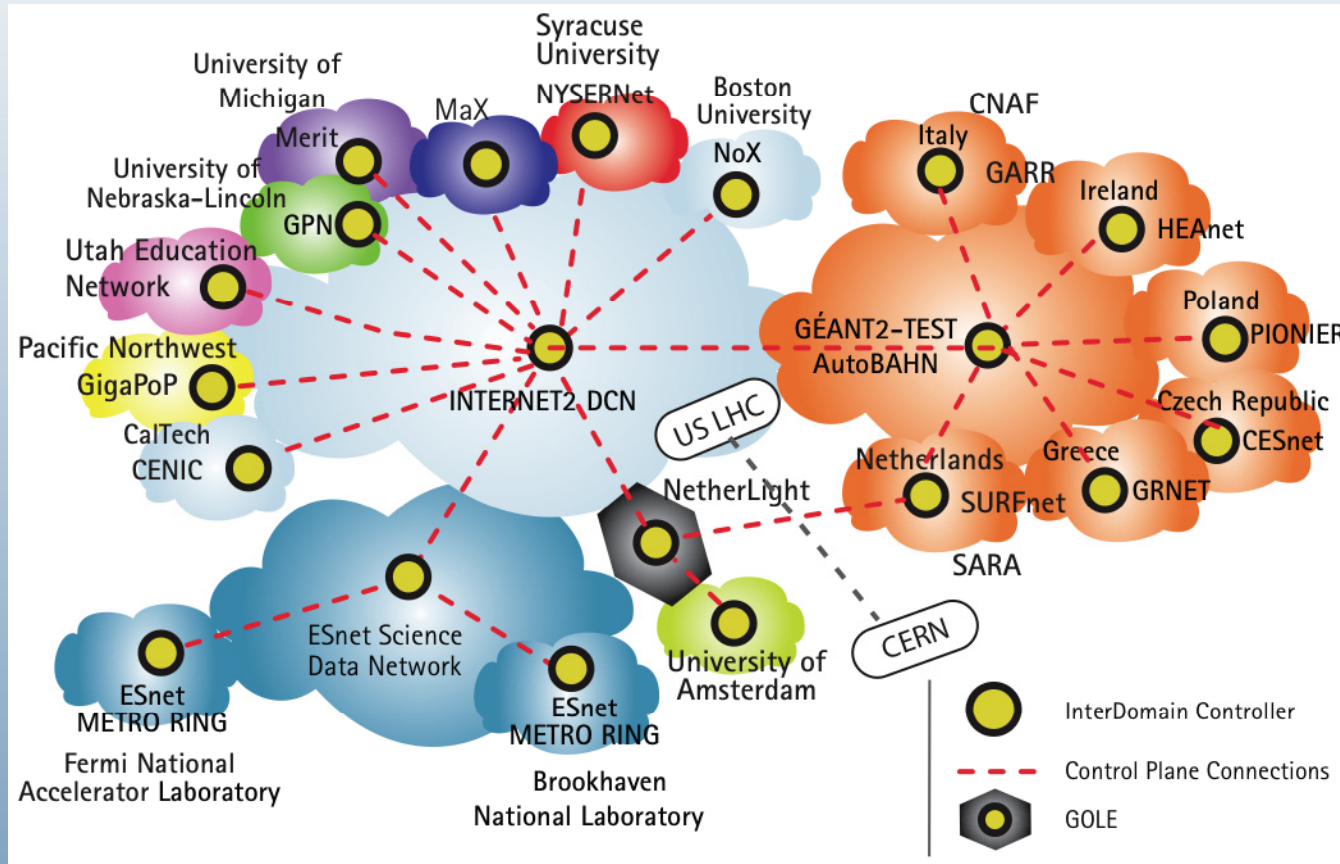 University of
Michigan
Merit
MaX
Syracuse
University
NYSERNet
Boston
University
NoX
University of
Nebraska-Lincoln
GPN
Utah Education
Network
Pacific Northwest
GigaPoP
CalTech
CENIC
INTERNET2 DCN
CNAF
Italy
GARR
Ireland
HEAnet
Poland
PIONIER
GÉANT2-TEST
AutoBAHN
Czech Republic
CESnet
Greece
GRNET
Netherlands
SURFnet
SARA
US LHC
NetherLight
CERN
University of
Amsterdam
ESnet Science
Data Network
ESnet
METRO RING
Fermi National
Accelerator Laboratory
ESnet
METRO RING
Brookhaven
National Laboratory
InterDomain Controller
Control Plane Connections
GOLE